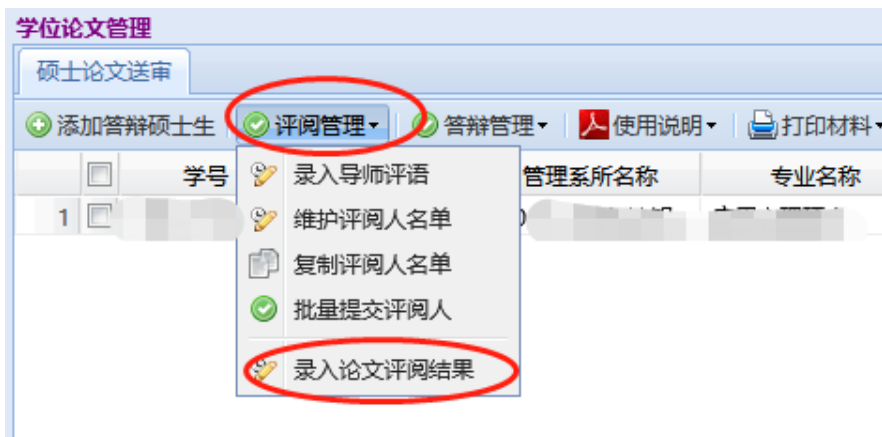 学位论文管理
硕士论文送审
添加答辩硕士生 评阅管理 答辩管理 使用说明 打印材料
学号 管理系所名称 专业名称
1
录入导师评语
维护评阅人名单
复制评阅人名单
批量提交评阅人
录入论文评阅结果